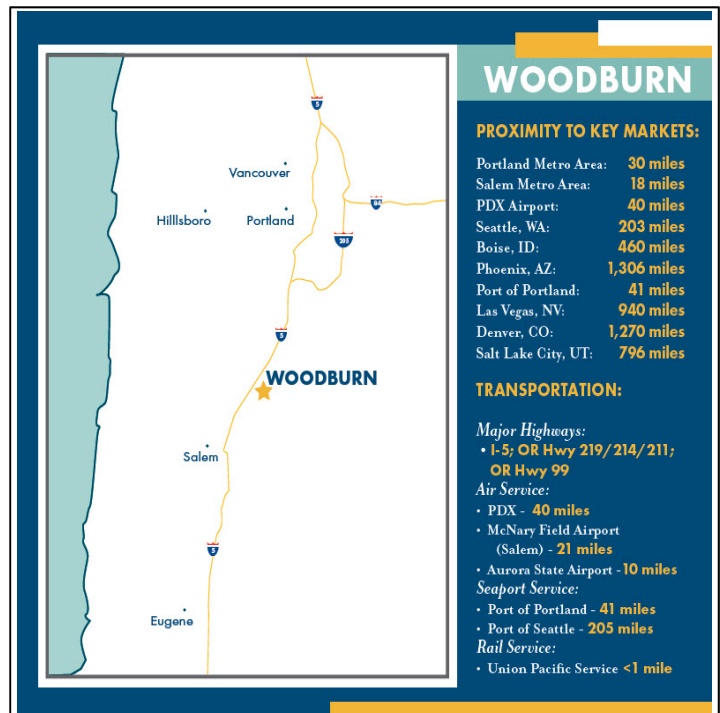 WOODBURN
PROXIMITY TO KEY MARKETS:
Portland Metro Area: 30 miles
Salem Metro Area: 18 miles
PDX Airport: 40 miles
Seattle, WA: 203 miles
Boise, ID: 460 miles
Phoenix, AZ: 1,306 miles
Port of Portland: 41 miles
Las Vegas, NV: 940 miles
Denver, CO: 1,270 miles
Salt Lake City, UT: 796 miles
TRANSPORTATION:
Major Highways:
• I-5; OR Hwy 219/214/211;
OR Hwy 99
Air Service:
• PDX - 40 miles
• McNary Field Airport
(Salem) - 21 miles
• Aurora State Airport - 10 miles
Seaport Service:
• Port of Portland - 41 miles
• Port of Seattle - 205 miles
Rail Service:
• Union Pacific Service <1 mile
5
Vancouver
84
Hilllsboro
Portland
205
5
WOODBURN
Salem
5
Eugene